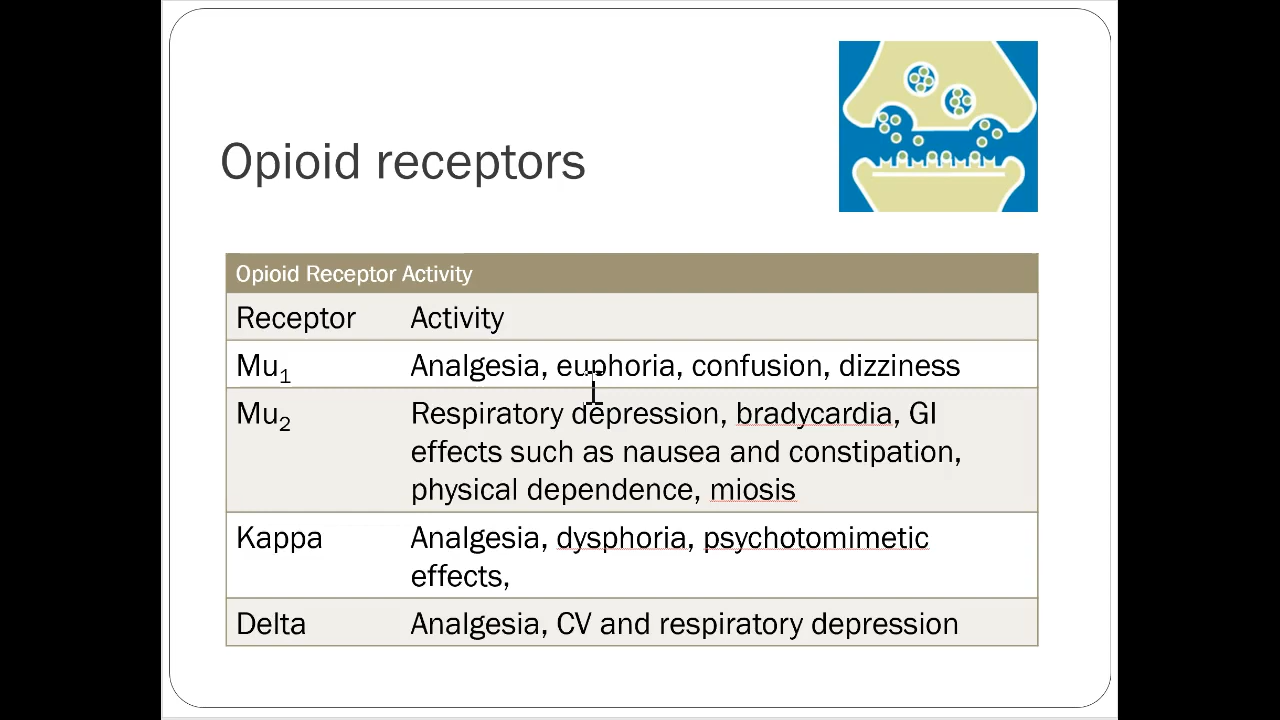 Opioid receptors
Opioid Receptor Activity
Receptor Activity
Mu₁ Analgesia, euphoria, confusion, dizziness
Mu₂ Respiratory depression, bradycardia, GI
effects such as nausea and constipation,
physical dependence, miosis
Kappa Analgesia, dysphoria, psychotomimetic
effects,
Delta Analgesia, CV and respiratory depression